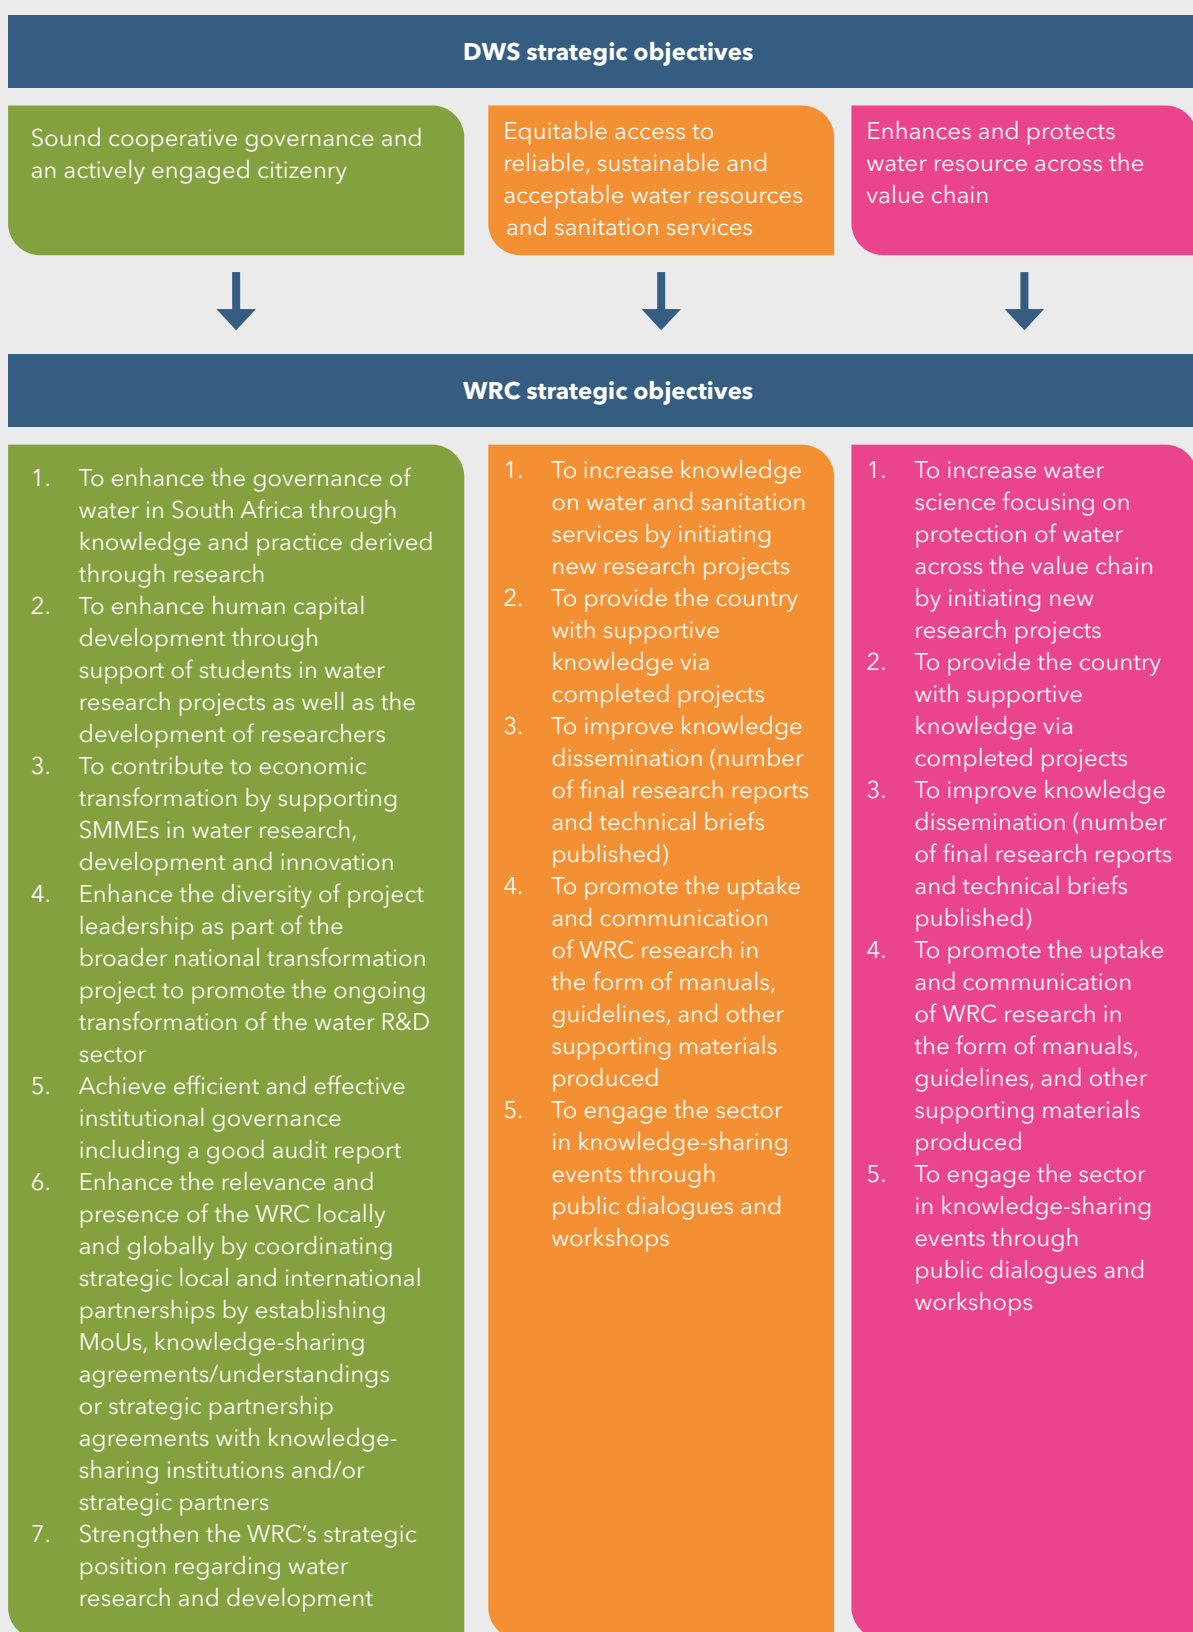 DWS strategic objectives
Sound cooperative governance and
an actively engaged citizenry
Equitable access to
reliable, sustainable and
acceptable water resources
and sanitation services
Enhances and protects
water resource across the
value chain
WRC strategic objectives
1. To enhance the governance of
water in South Africa through
knowledge and practice derived
through research
2. To enhance human capital
development through
support of students in water
research projects as well as the
development of researchers
3. To contribute to economic
transformation by supporting
SMMEs in water research,
development and innovation
4. Enhance the diversity of project
leadership as part of the
broader national transformation
project to promote the ongoing
transformation of the water R&D
sector
5. Achieve efficient and effective
institutional governance
including a good audit report
6. Enhance the relevance and
presence of the WRC locally
and globally by coordinating
strategic local and international
partnerships by establishing
MoUs, knowledge-sharing
agreements/understandings
or strategic partnership
agreements with knowledge-
sharing institutions and/or
strategic partners
7. Strengthen the WRC's strategic
position regarding water
research and development
1. To increase knowledge
on water and sanitation
services by initiating
new research projects
2. To provide the country
with supportive
knowledge via
completed projects
3. To improve knowledge
dissemination (number
of final research reports
and technical briefs
published)
4. To promote the uptake
and communication
of WRC research in
the form of manuals,
guidelines, and other
supporting materials
produced
5. To engage the sector
in knowledge-sharing
events through
public dialogues and
workshops
1. To increase water
science focusing on
protection of water
across the value chain
by initiating new
research projects
2. To provide the country
with supportive
knowledge via
completed projects
3. To improve knowledge
dissemination (number
of final research reports
and technical briefs
published)
4. To promote the uptake
and communication
of WRC research in
the form of manuals,
guidelines, and other
supporting materials
produced
5. To engage the sector
in knowledge-sharing
events through
public dialogues and
workshops